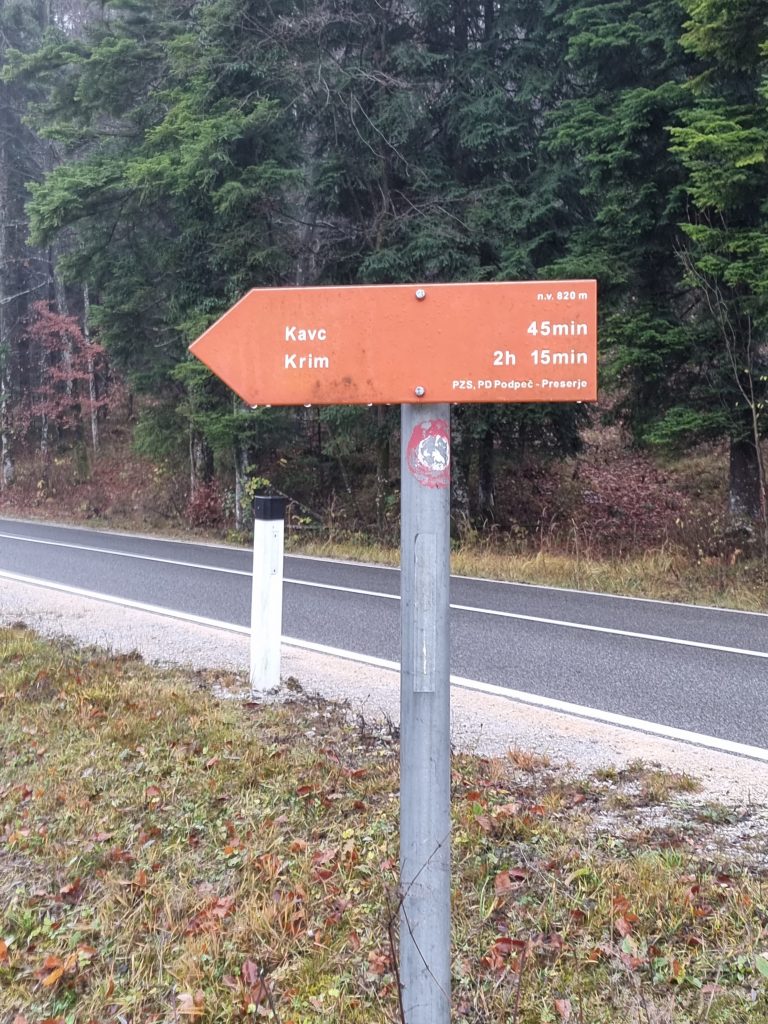 n.v. 820 m
Kavc 45min
Krim 2h 15min
PZS, PD Podpeč - Preserje